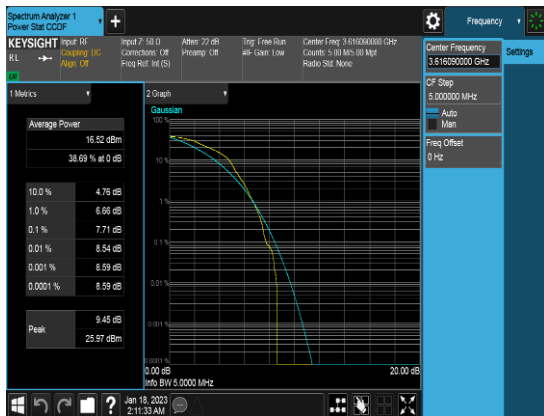 Spectrum Analyzer 1
Power Stat CCDF
Frequency
KEYSIGHT
Input: RF
Coupling: DC
Align: Off
Input Z: 50 Ω
Corrections: Off
Freq Ref: Int (S)
Atten: 22 dB
Preamp: Off
Trig: Free Run
#IF Gain: Low
Center Freq: 3.616090000 GHz
Counts: 5.00 M/5.00 Mpt
Radio Std: None
RL
1 Metrics
2 Graph
Gaussian
Average Power
16.52 dBm
38.69 % at 0 dB
10.0 % 4.76 dB
1.0 % 6.66 dB
0.1 % 7.71 dB
0.01 % 8.54 dB
0.001 % 8.59 dB
0.0001 % 8.59 dB
Peak
9.45 dB
25.97 dBm
100 %
10 %
1 %
0.1 %
0.01 %
0.001 %
0.0001 %
0.00 dB
20.00 dB
Info BW 5.0000 MHz
Center Frequency
3.616090000 GHz
Settings
CF Step
5.000000 MHz
Auto
Man
Freq Offset
0 Hz
Jan 18, 2023
2:11:33 AM